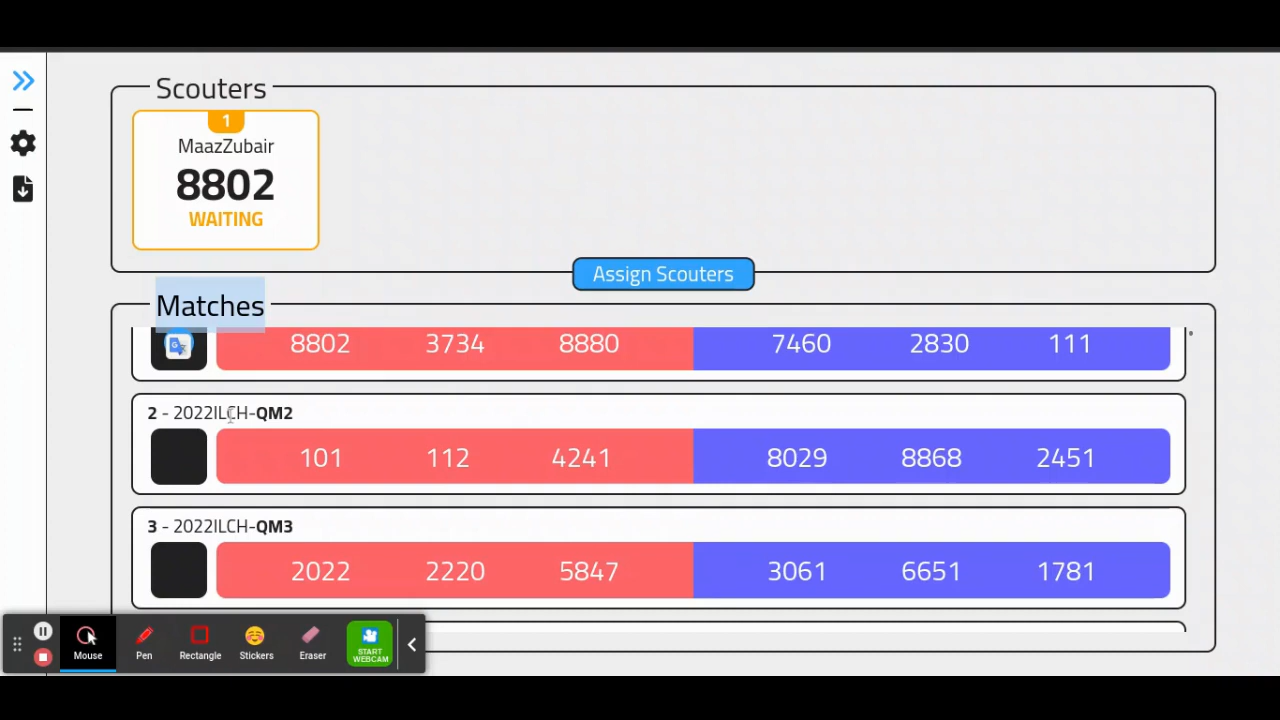 Scouters
1
MaazZubair
8802
WAITING
Assign Scouters
Matches
8802 3734 8880 7460 2830 111
2 - 2022ILCH-QM2
101 112 4241 8029 8868 2451
3 - 2022ILCH-QM3
2022 2220 5847 3061 6651 1781
Mouse Pen Rectangle Stickers Eraser START WEBCAM